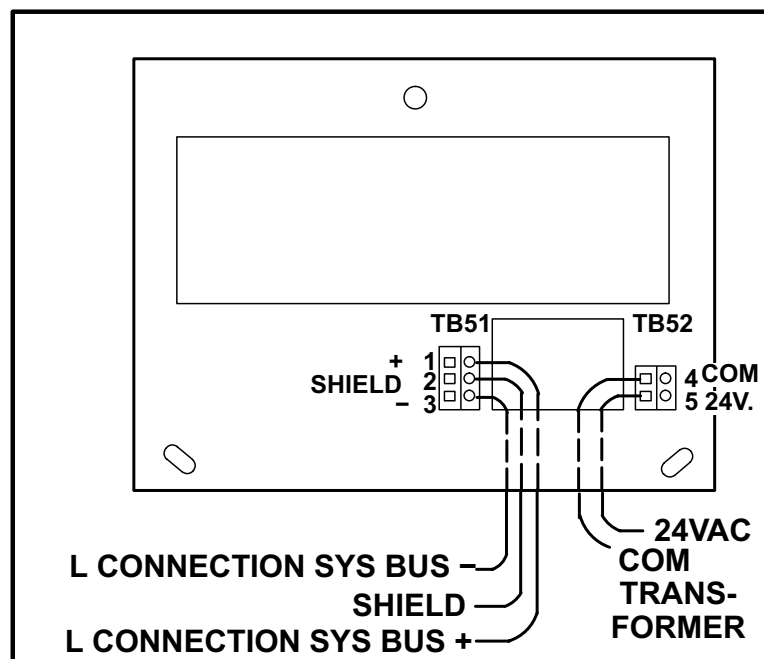 TB51
TB52
+ 1
SHIELD 2
− 3
4 COM
5 24V.
24VAC
COM
TRANS-
FORMER
L CONNECTION SYS BUS −
SHIELD
L CONNECTION SYS BUS +